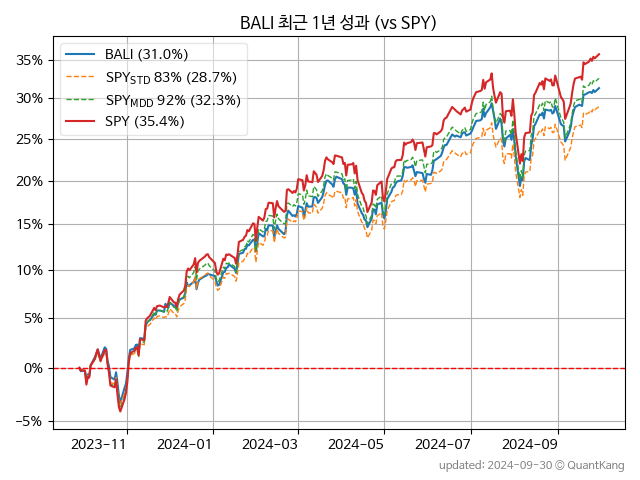 BALI 최근 1년 성과 (vs SPY)
BALI (31.0%)
SPY_STD 83% (28.7%)
SPY_MDD 92% (32.3%)
SPY (35.4%)
35%
30%
25%
20%
15%
10%
5%
0%
−5%
2023-11 2024-01 2024-03 2024-05 2024-07 2024-09
updated: 2024-09-30 © QuantKang